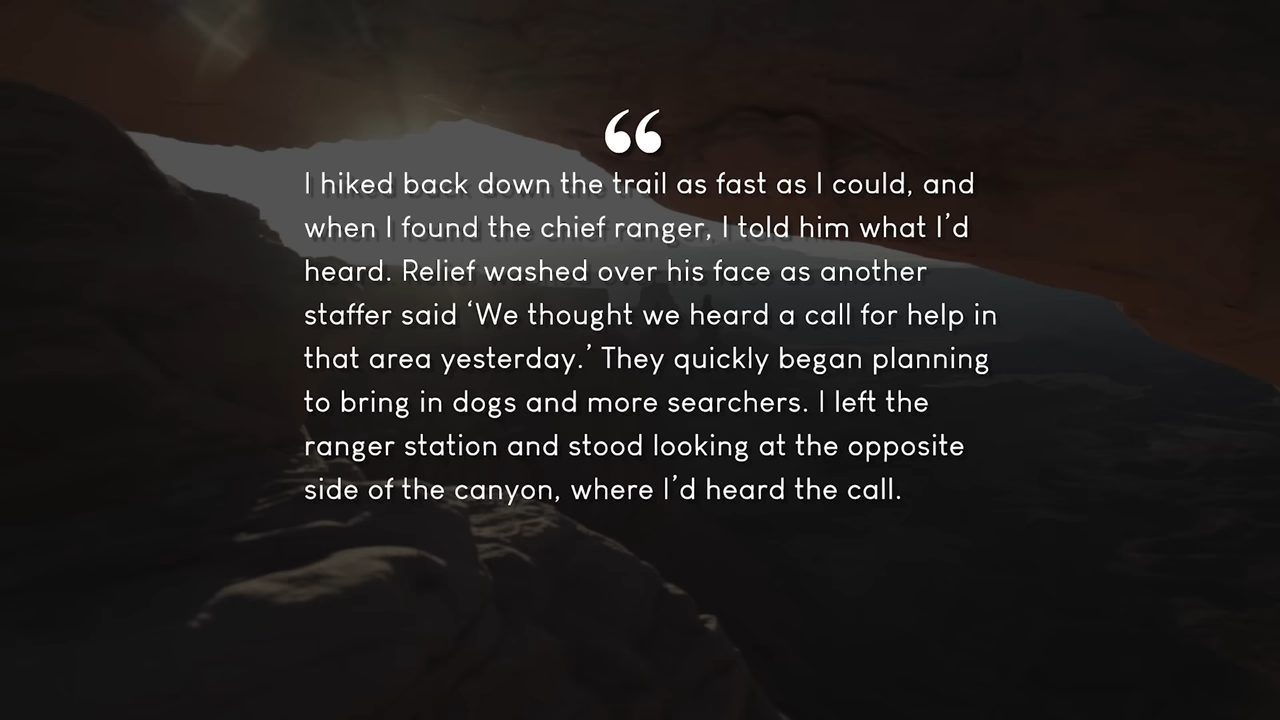 “
I hiked back down the trail as fast as I could, and
when I found the chief ranger, I told him what I’d
heard. Relief washed over his face as another
staffer said ‘We thought we heard a call for help in
that area yesterday.’ They quickly began planning
to bring in dogs and more searchers. I left the
ranger station and stood looking at the opposite
side of the canyon, where I’d heard the call.